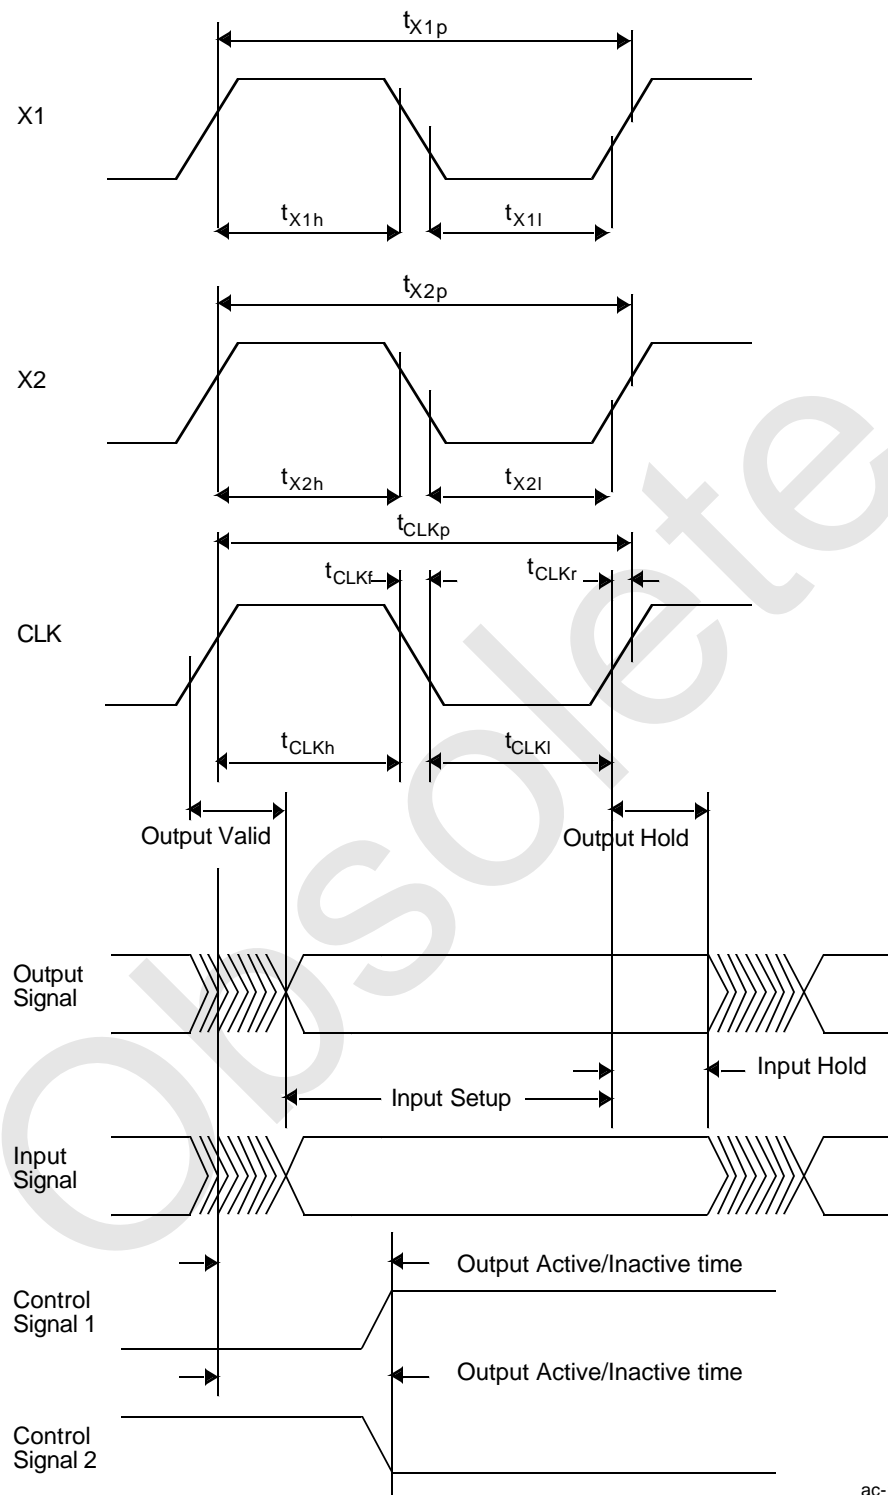 tX1p
X1
tX1h
tX1l
tX2p
X2
tX2h
tX2l
tCLKp
tCLKf
tCLKr
CLK
tCLKh
tCLKl
Output Valid
Output Hold
Output
Signal
Input Hold
Input Setup
Input
Signal
Output Active/Inactive time
Control
Signal 1
Output Active/Inactive time
Control
Signal 2
ac-
Obsolete